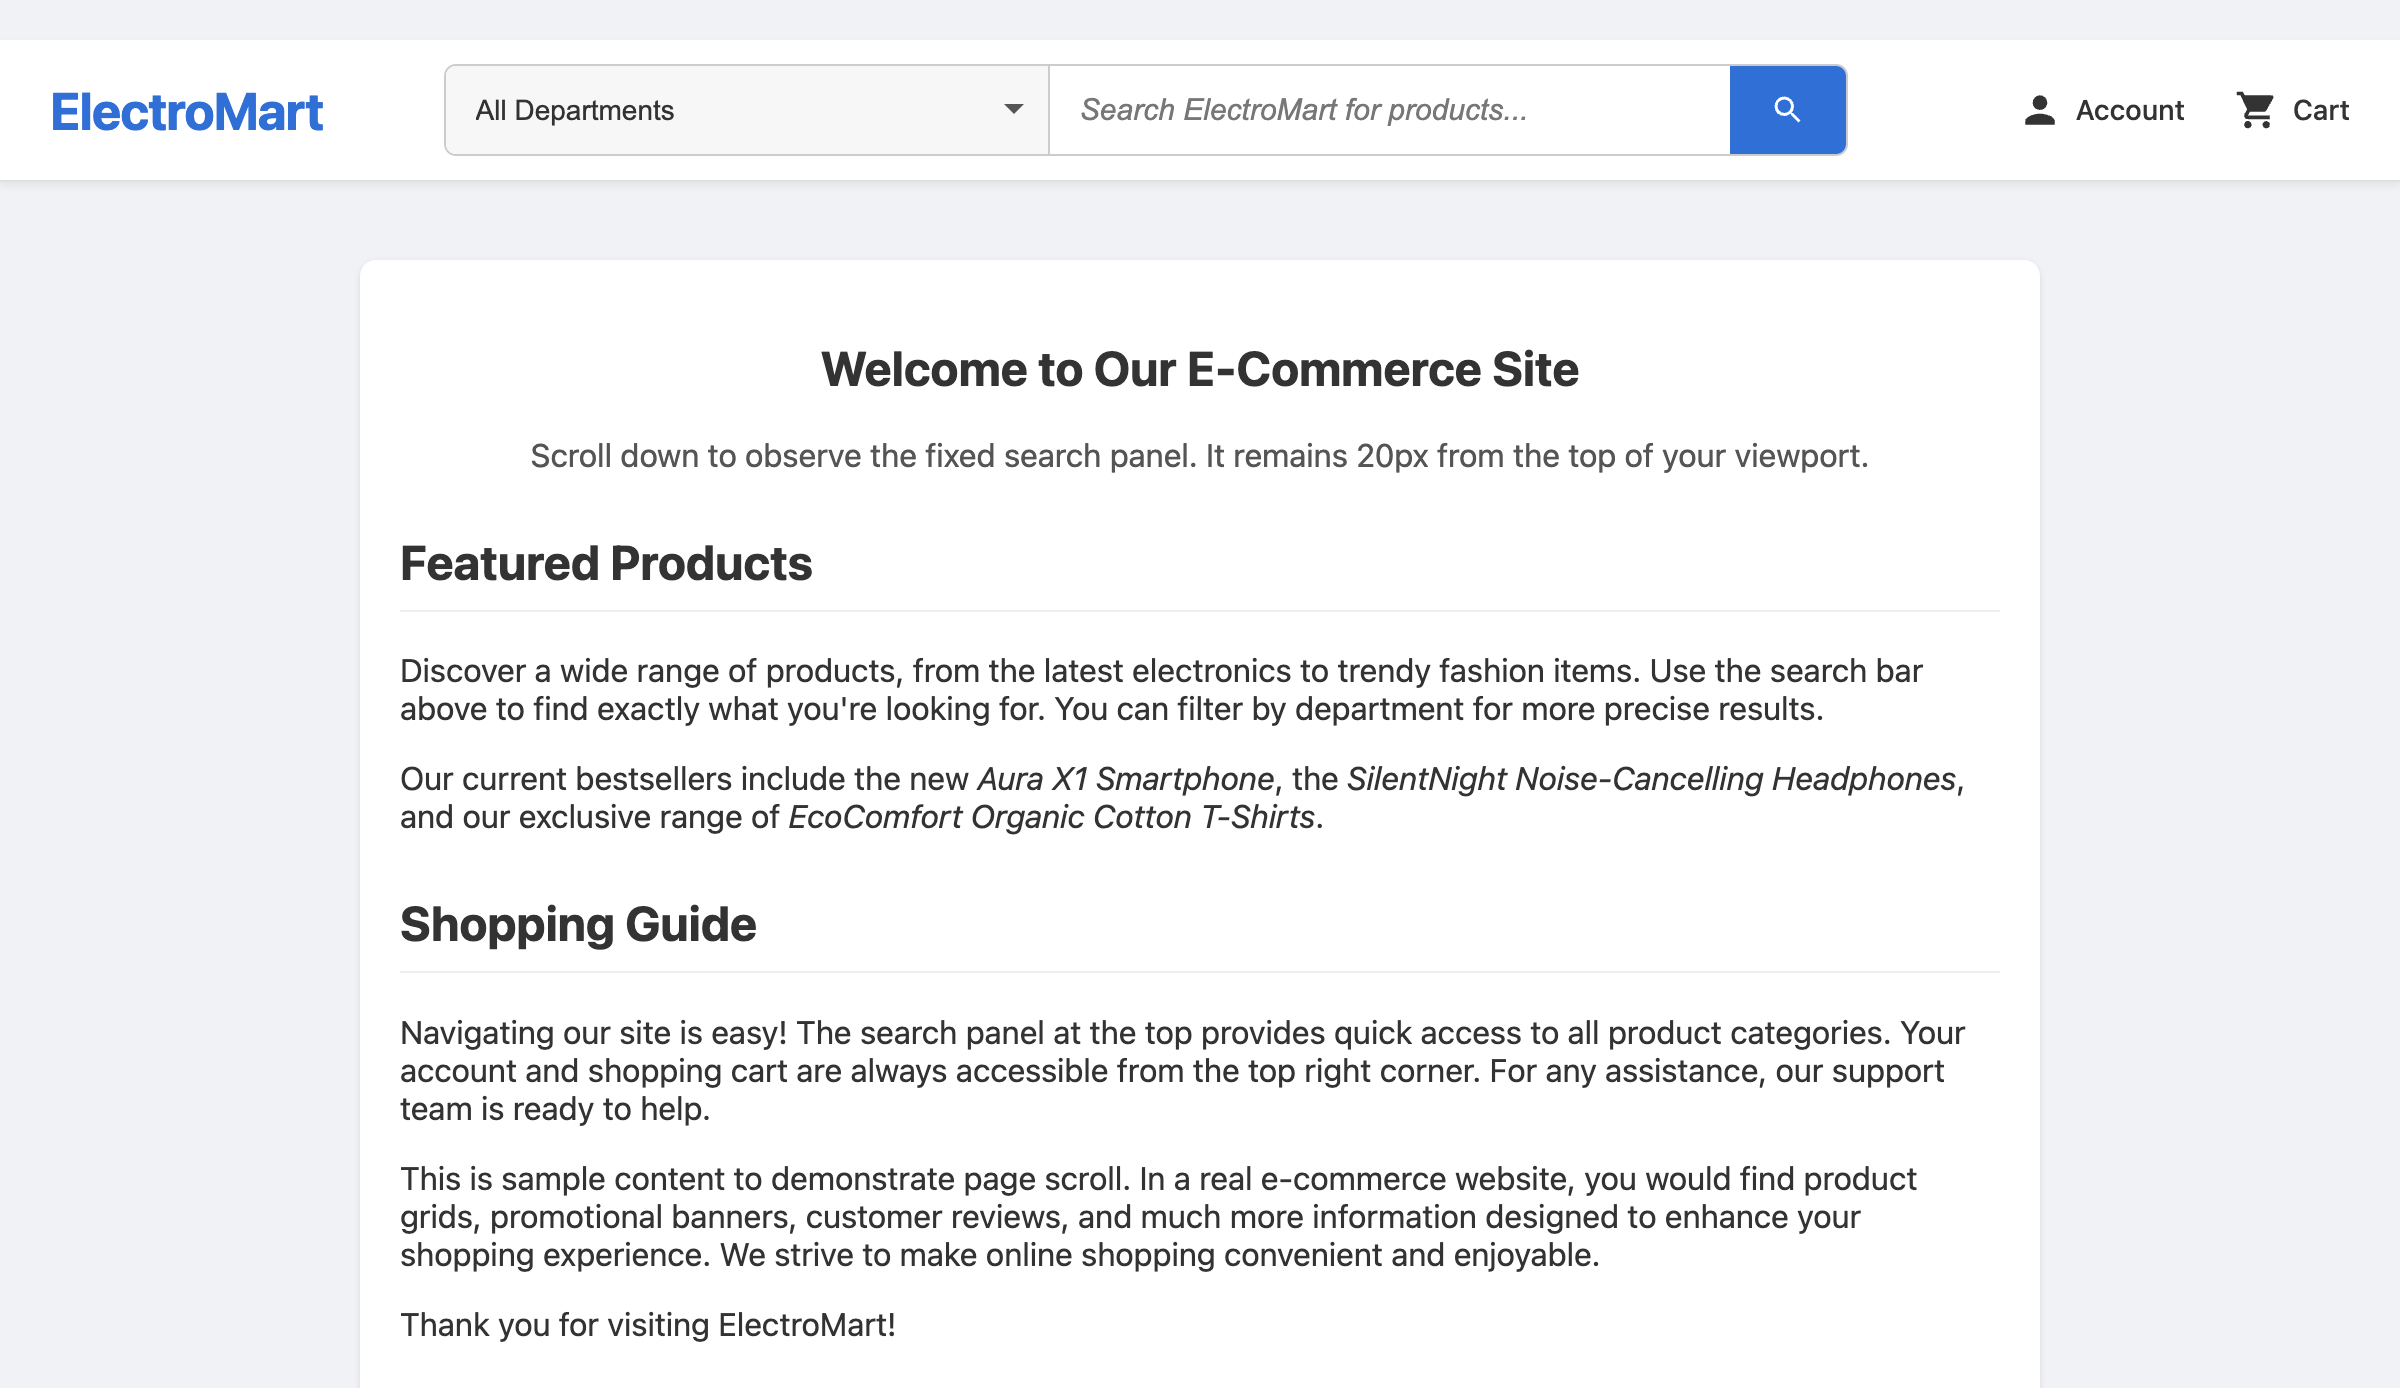 ElectroMart
All Departments
Search ElectroMart for products...
Account
Cart
Welcome to Our E-Commerce Site
Scroll down to observe the fixed search panel. It remains 20px from the top of your viewport.
Featured Products
Discover a wide range of products, from the latest electronics to trendy fashion items. Use the search bar
above to find exactly what you're looking for. You can filter by department for more precise results.
Our current bestsellers include the new Aura X1 Smartphone, the SilentNight Noise-Cancelling Headphones,
and our exclusive range of EcoComfort Organic Cotton T-Shirts.
Shopping Guide
Navigating our site is easy! The search panel at the top provides quick access to all product categories. Your
account and shopping cart are always accessible from the top right corner. For any assistance, our support
team is ready to help.
This is sample content to demonstrate page scroll. In a real e-commerce website, you would find product
grids, promotional banners, customer reviews, and much more information designed to enhance your
shopping experience. We strive to make online shopping convenient and enjoyable.
Thank you for visiting ElectroMart!